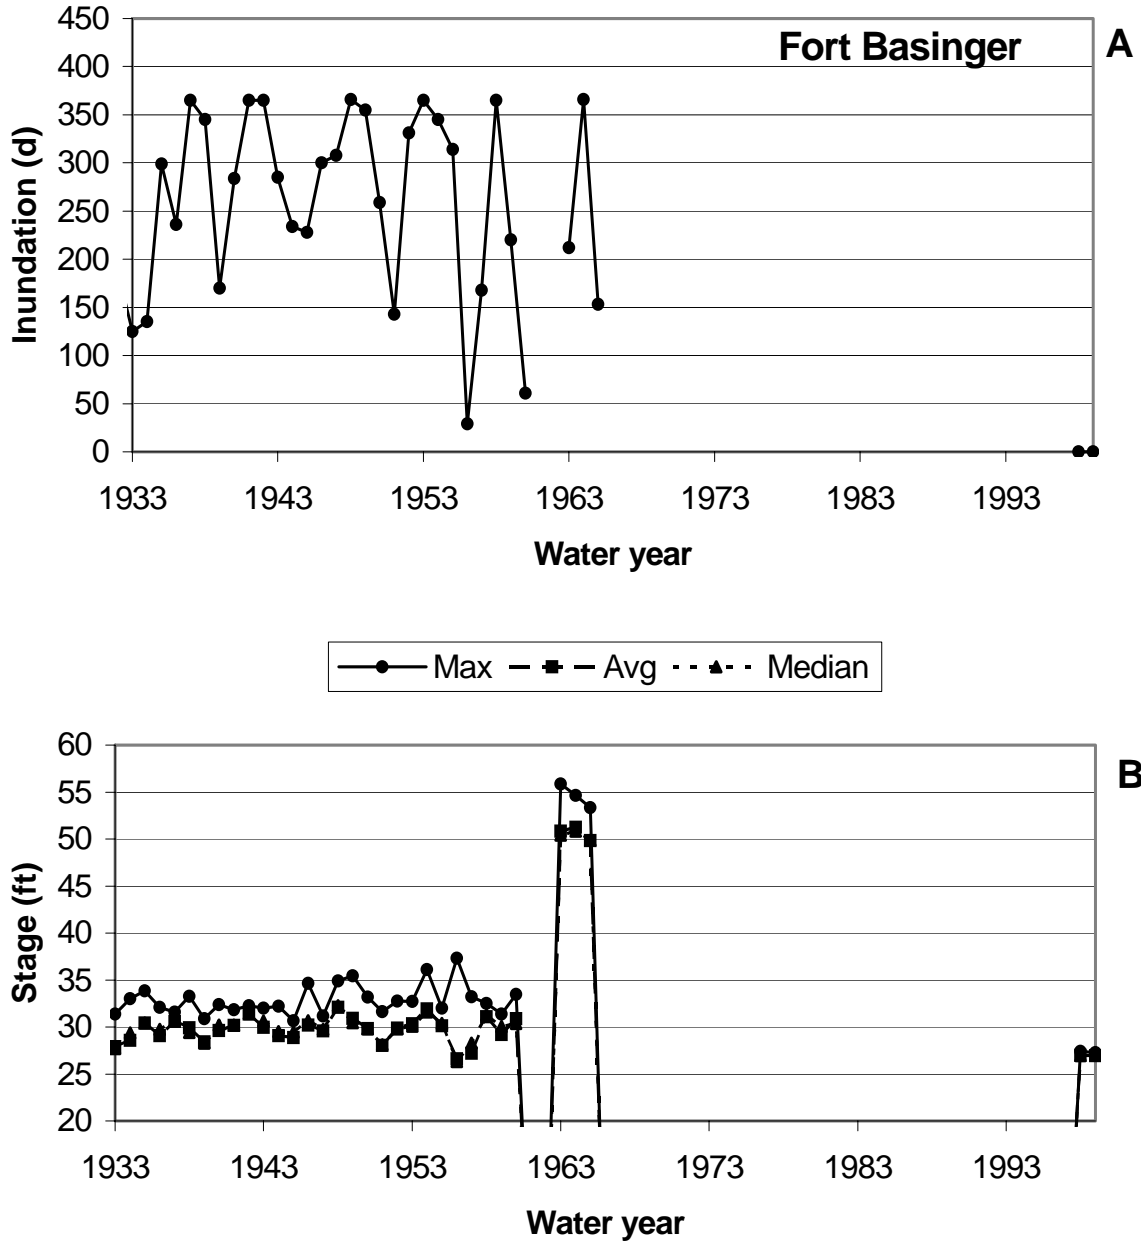 Fort Basinger
A
450
400
350
300
250
200
150
100
50
0
Inundation (d)
1933 1943 1953 1963 1973 1983 1993
Water year
Max Avg Median
B
60
55
50
45
40
35
30
25
20
Stage (ft)
1933 1943 1953 1963 1973 1983 1993
Water year